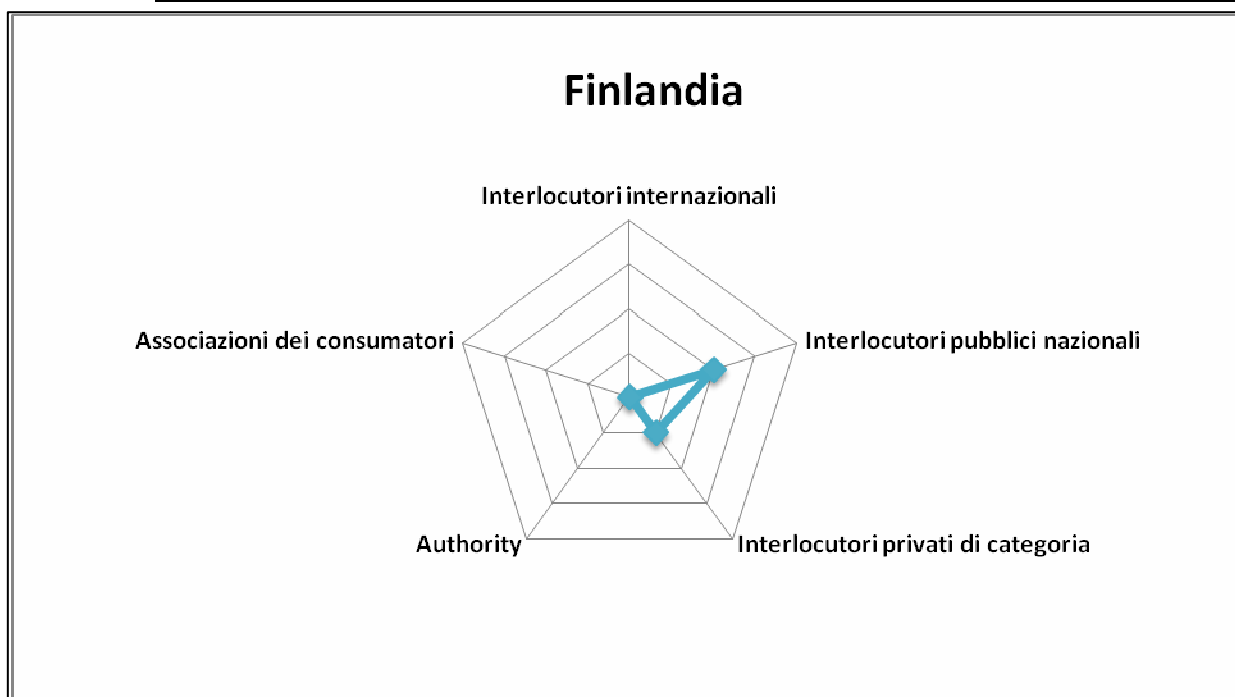 Finlandia
Interlocutori internazionali
Associazioni dei consumatori
Interlocutori pubblici nazionali
Authority
Interlocutori privati di categoria